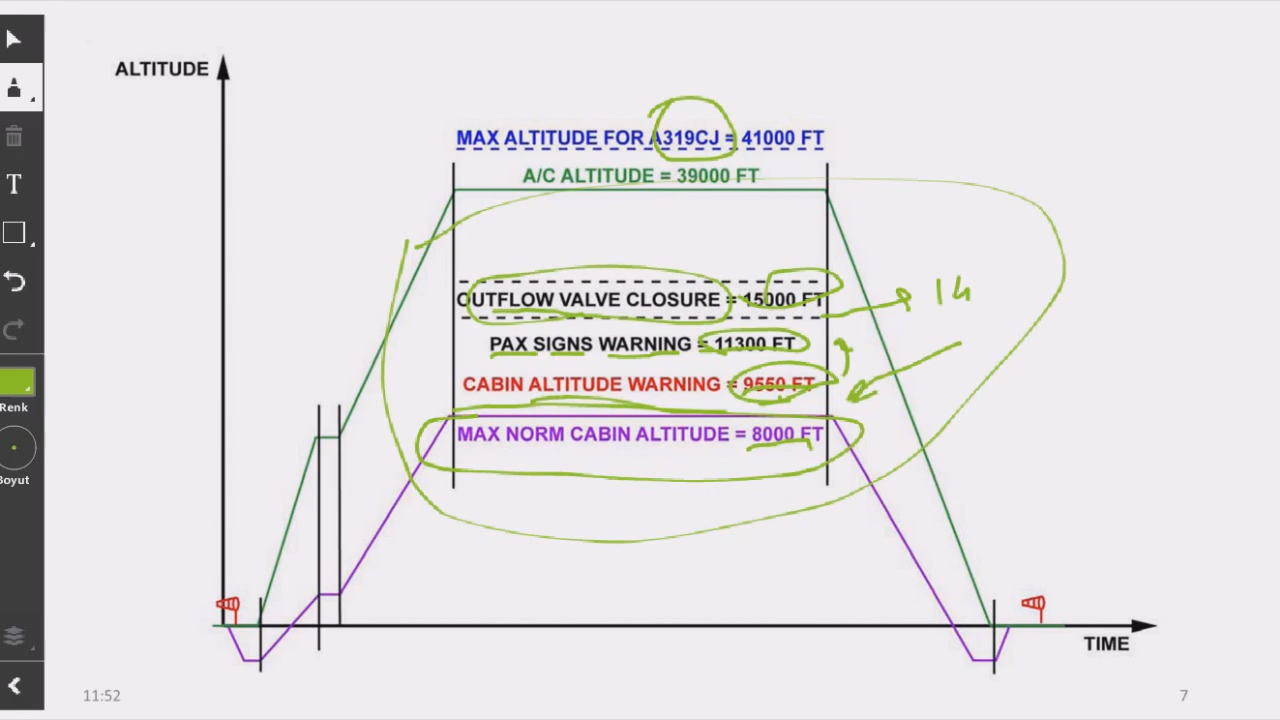 ALTITUDE
MAX ALTITUDE FOR A319CJ = 41000 FT
A/C ALTITUDE = 39000 FT
OUTFLOW VALVE CLOSURE = 15000 FT
14
PAX SIGNS WARNING = 11300 FT
CABIN ALTITUDE WARNING = 9550 FT
MAX NORM CABIN ALTITUDE = 8000 FT
TIME
T
Renk
Boyut
11:52
7